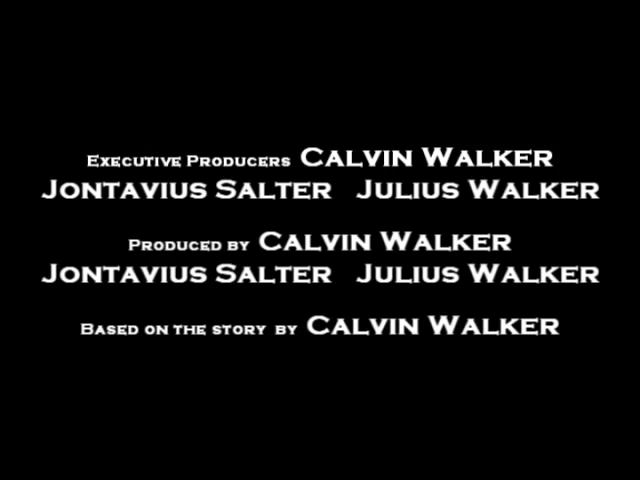 Executive Producers Calvin Walker
Jontavius Salter Julius Walker
Produced by Calvin Walker
Jontavius Salter Julius Walker
Based on the story by Calvin Walker